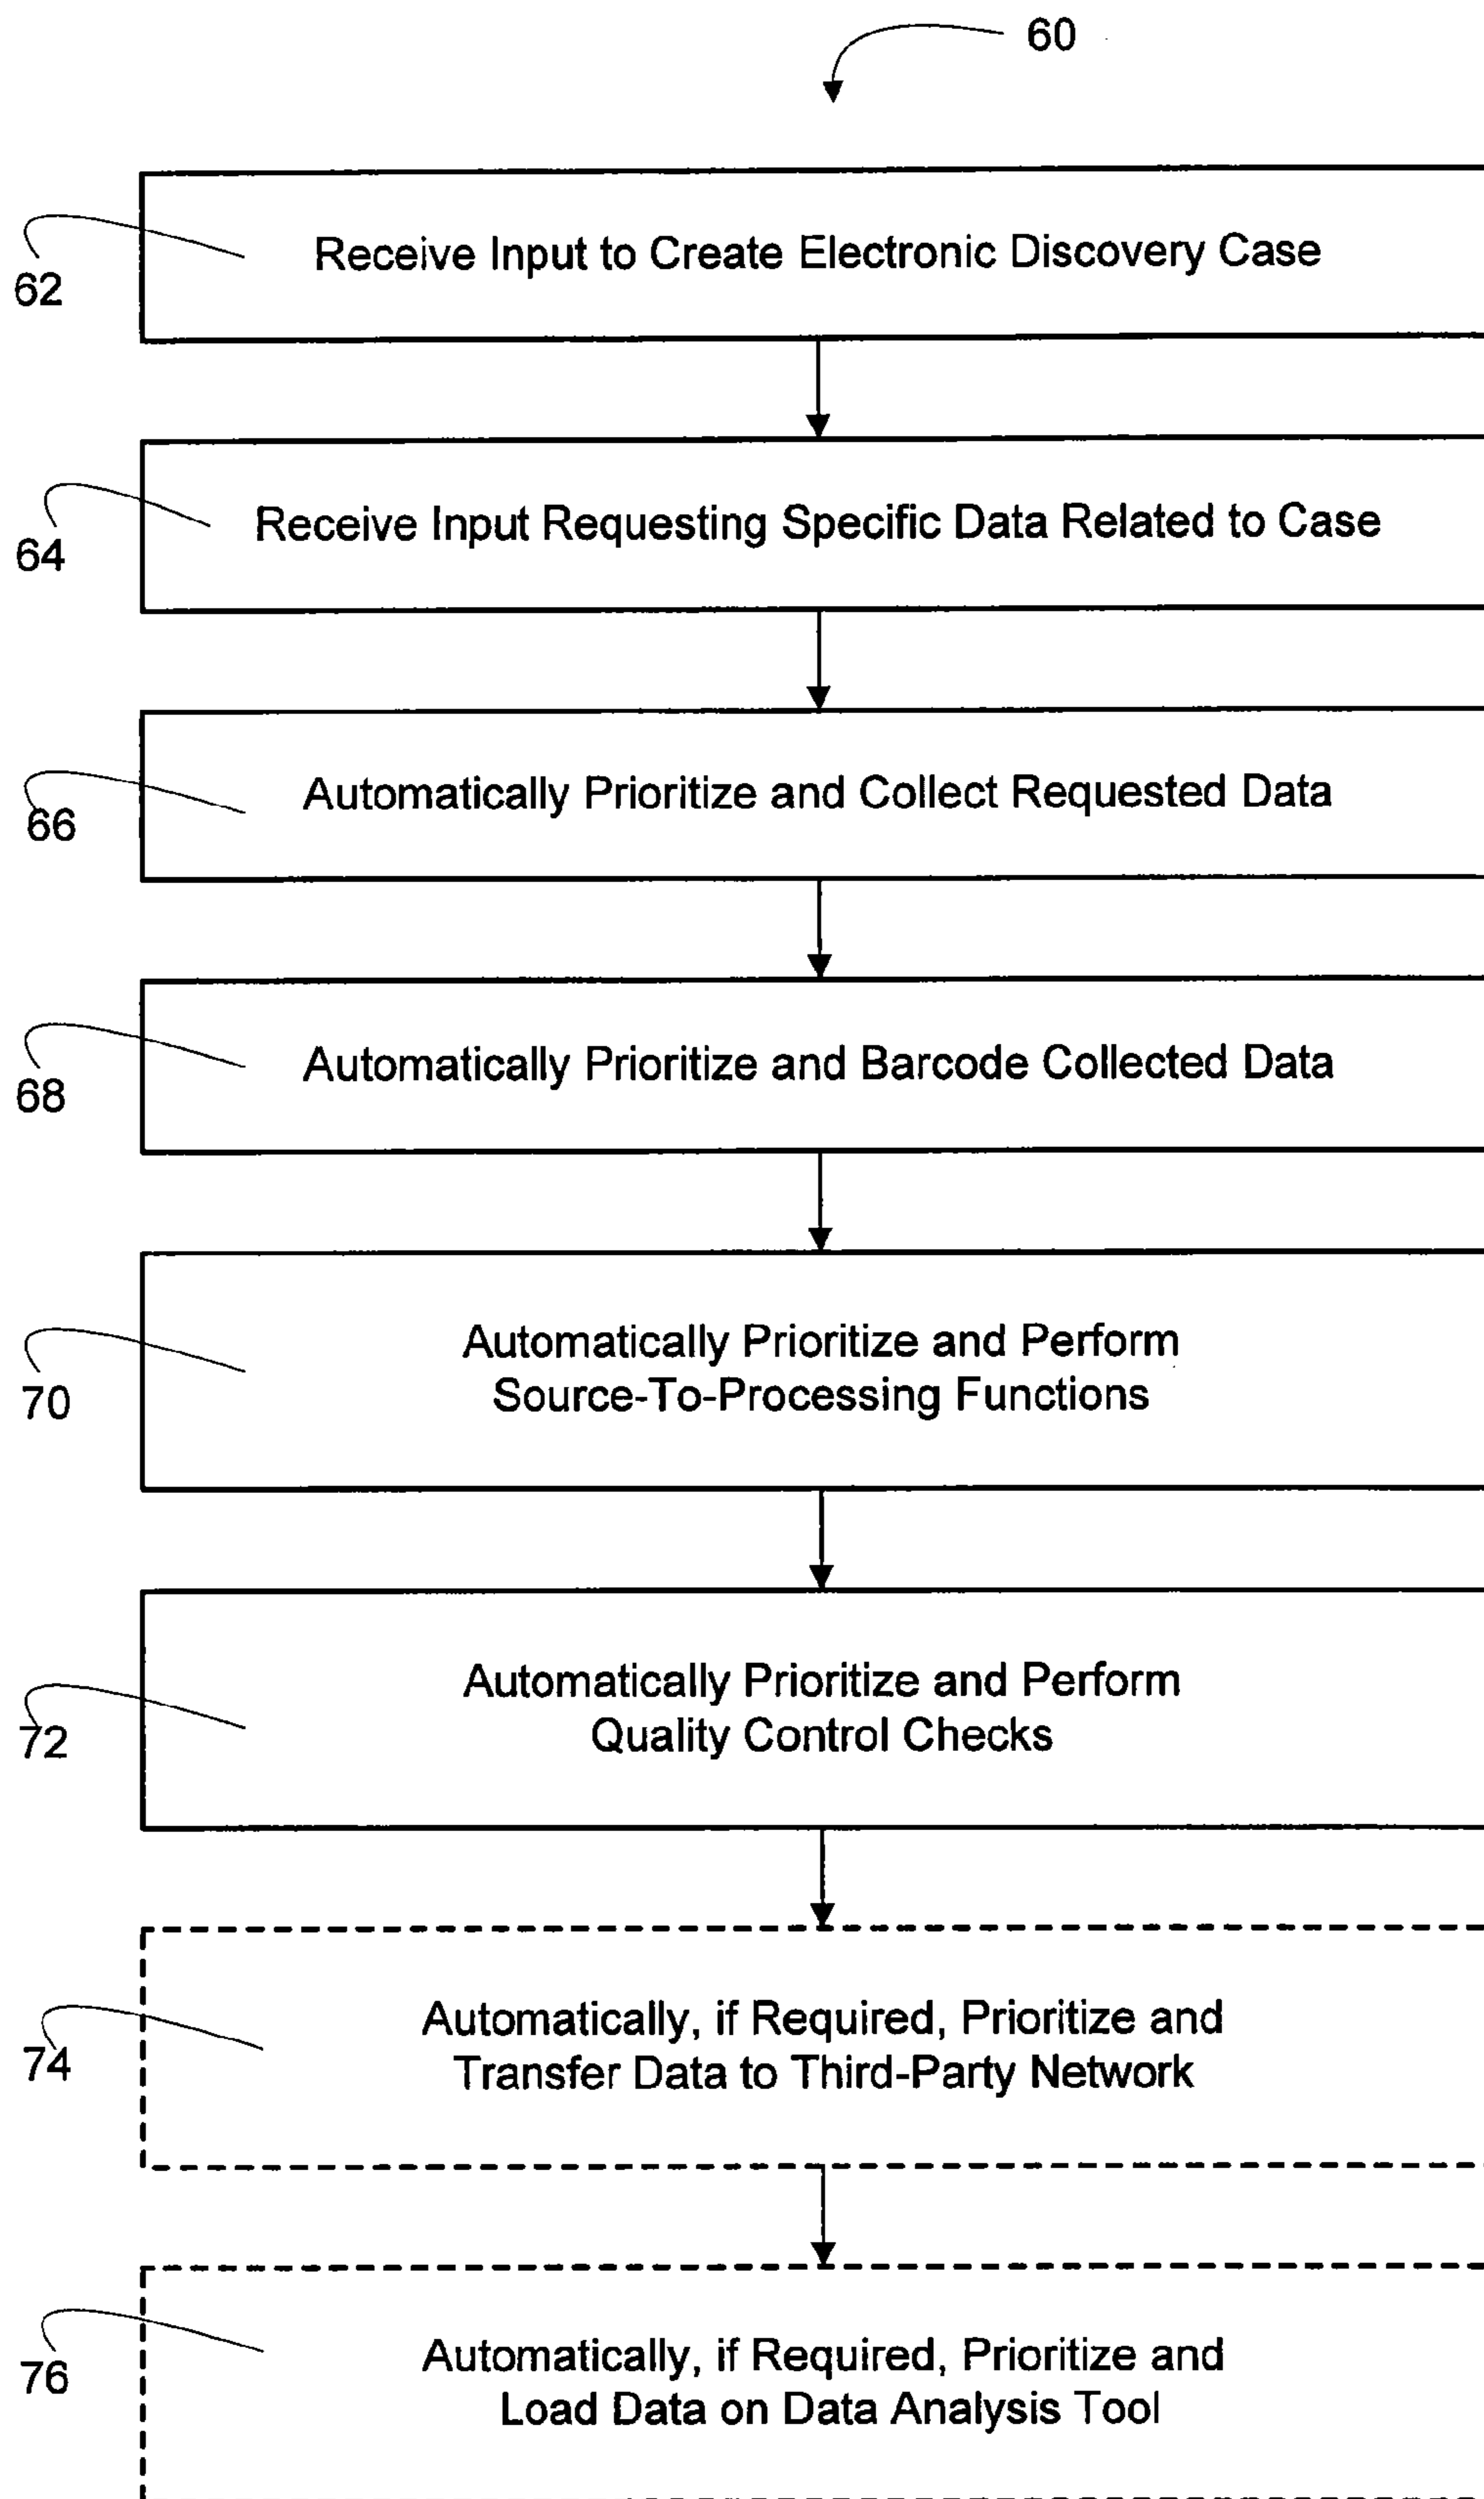 60
62
Receive Input to Create Electronic Discovery Case
64
Receive Input Requesting Specific Data Related to Case
66
Automatically Prioritize and Collect Requested Data
68
Automatically Prioritize and Barcode Collected Data
70
Automatically Prioritize and Perform
Source-To-Processing Functions
72
Automatically Prioritize and Perform
Quality Control Checks
74
Automatically, if Required, Prioritize and
Transfer Data to Third-Party Network
76
Automatically, if Required, Prioritize and
Load Data on Data Analysis Tool